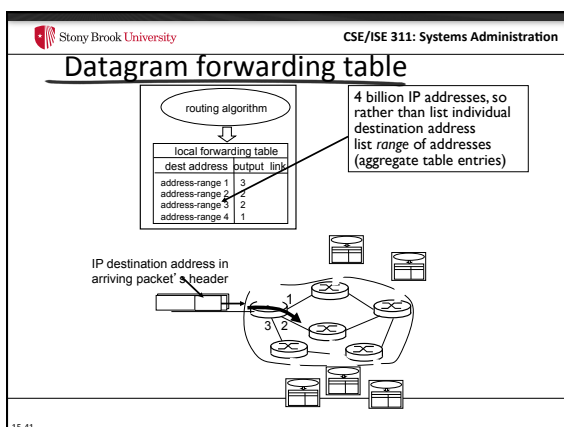 Stony Brook University
CSE/ISE 311: Systems Administration
Datagram forwarding table
routing algorithm
local forwarding table
dest address output link
address-range 1 3
address-range 2 2
address-range 3 2
address-range 4 1
4 billion IP addresses, so
rather than list individual
destination address
list range of addresses
(aggregate table entries)
IP destination address in
arriving packet's header
1
3 2
15-41